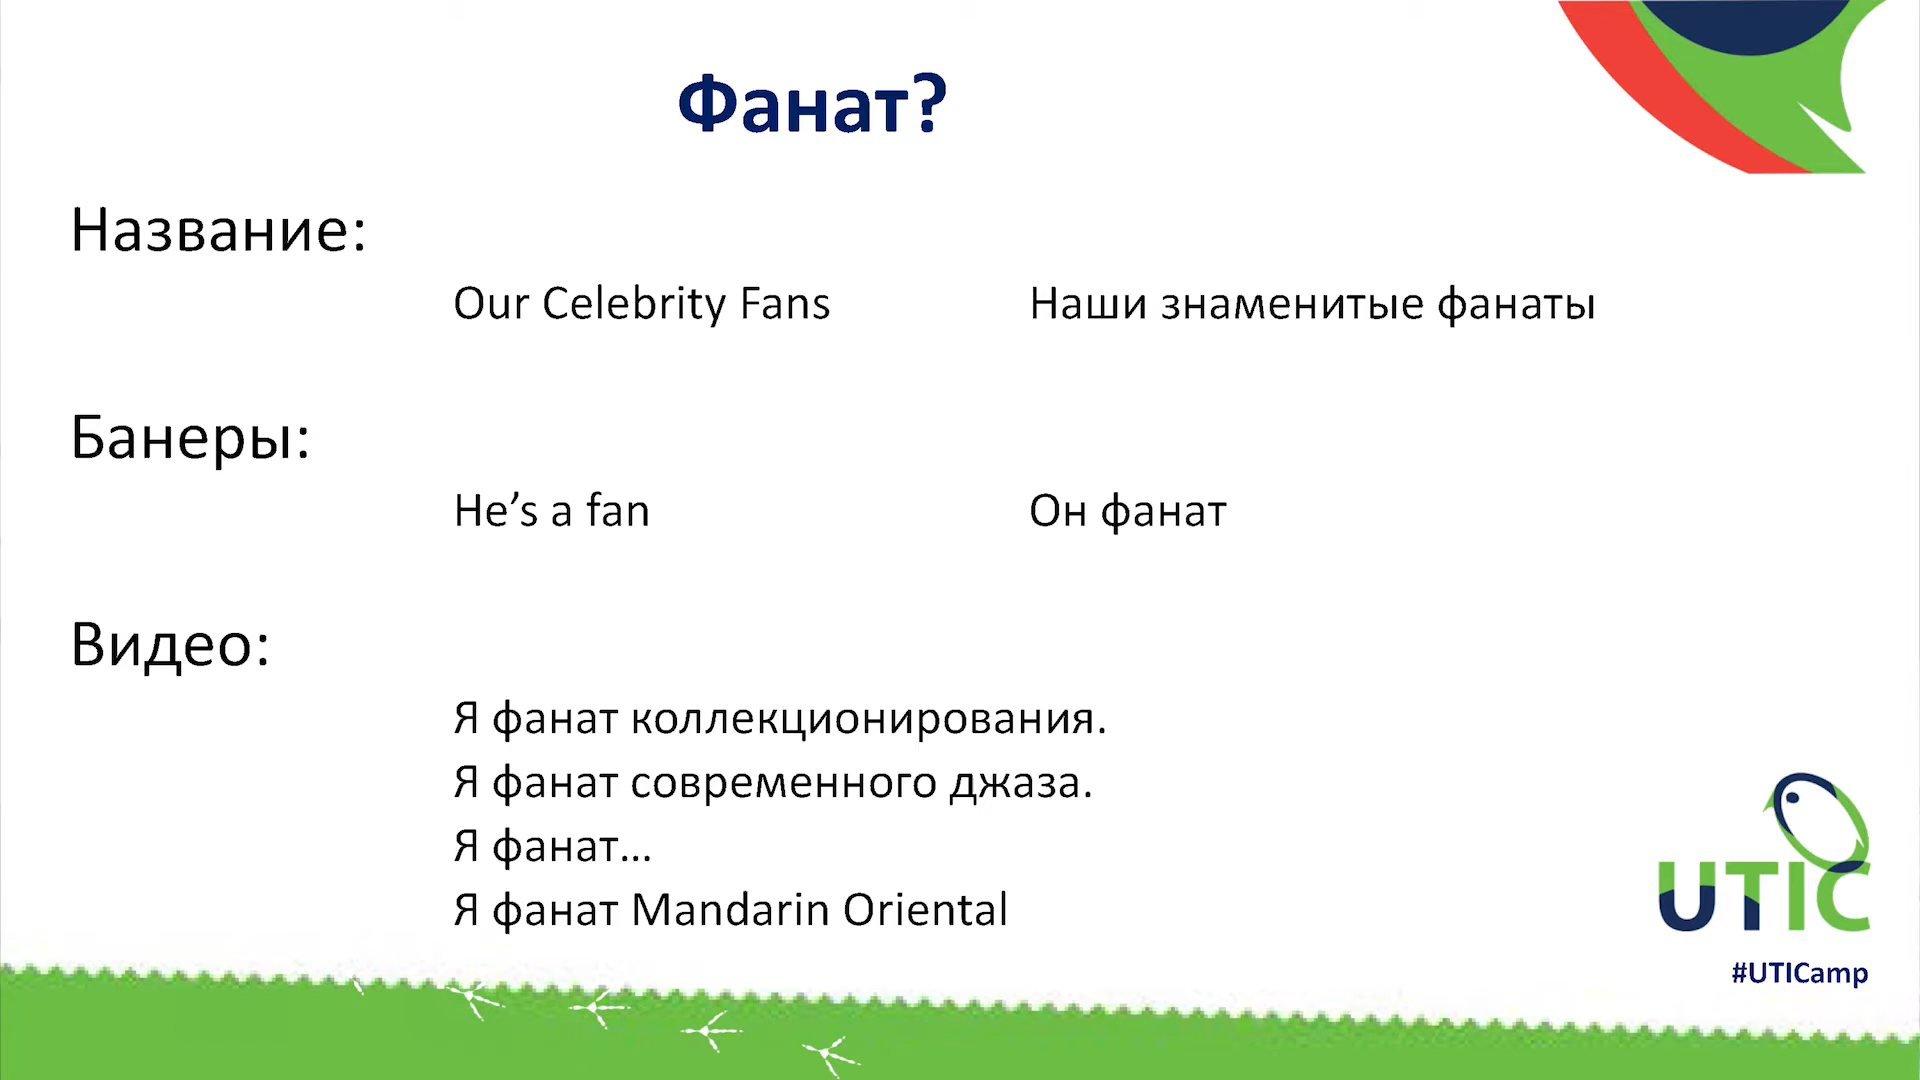 Фанат?
Название:
Our Celebrity Fans Наши знаменитые фанаты
Банеры:
He’s a fan Он фанат
Видео:
Я фанат коллекционирования.
Я фанат современного джаза.
Я фанат...
Я фанат Mandarin Oriental
UTIC
#UTICamp